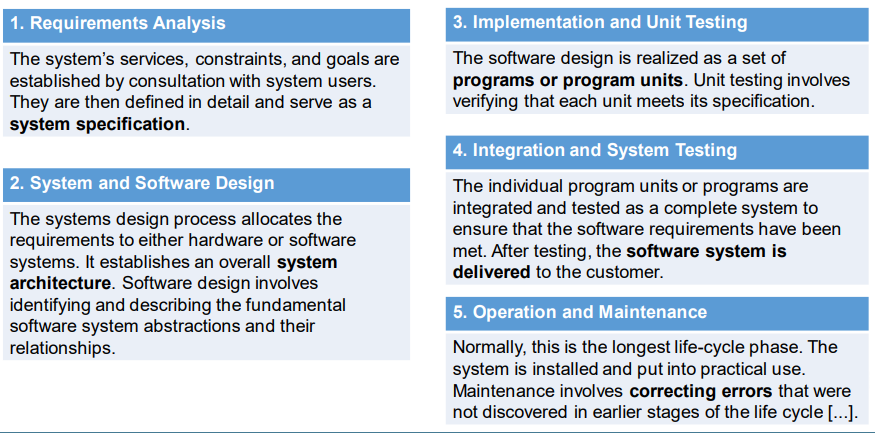 1. Requirements Analysis
The system’s services, constraints, and goals are
established by consultation with system users.
They are then defined in detail and serve as a
system specification.
2. System and Software Design
The systems design process allocates the
requirements to either hardware or software
systems. It establishes an overall system
architecture. Software design involves
identifying and describing the fundamental
software system abstractions and their
relationships.
3. Implementation and Unit Testing
The software design is realized as a set of
programs or program units. Unit testing involves
verifying that each unit meets its specification.
4. Integration and System Testing
The individual program units or programs are
integrated and tested as a complete system to
ensure that the software requirements have been
met. After testing, the software system is
delivered to the customer.
5. Operation and Maintenance
Normally, this is the longest life-cycle phase. The
system is installed and put into practical use.
Maintenance involves correcting errors that were
not discovered in earlier stages of the life cycle [...].